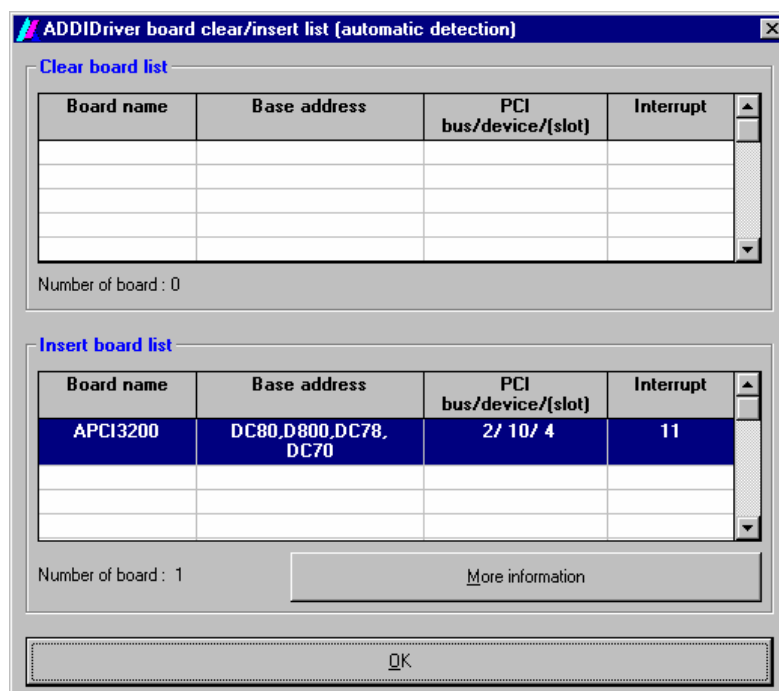 ADDIDriver board clear/insert list (automatic detection)
Clear board list
Board name Base address PCI bus/device/(slot) Interrupt
Number of board : 0
Insert board list
Board name Base address PCI bus/device/(slot) Interrupt
APCI3200 DC80,D800,DC78, DC70 2/ 10/ 4 11
Number of board : 1
More information
OK